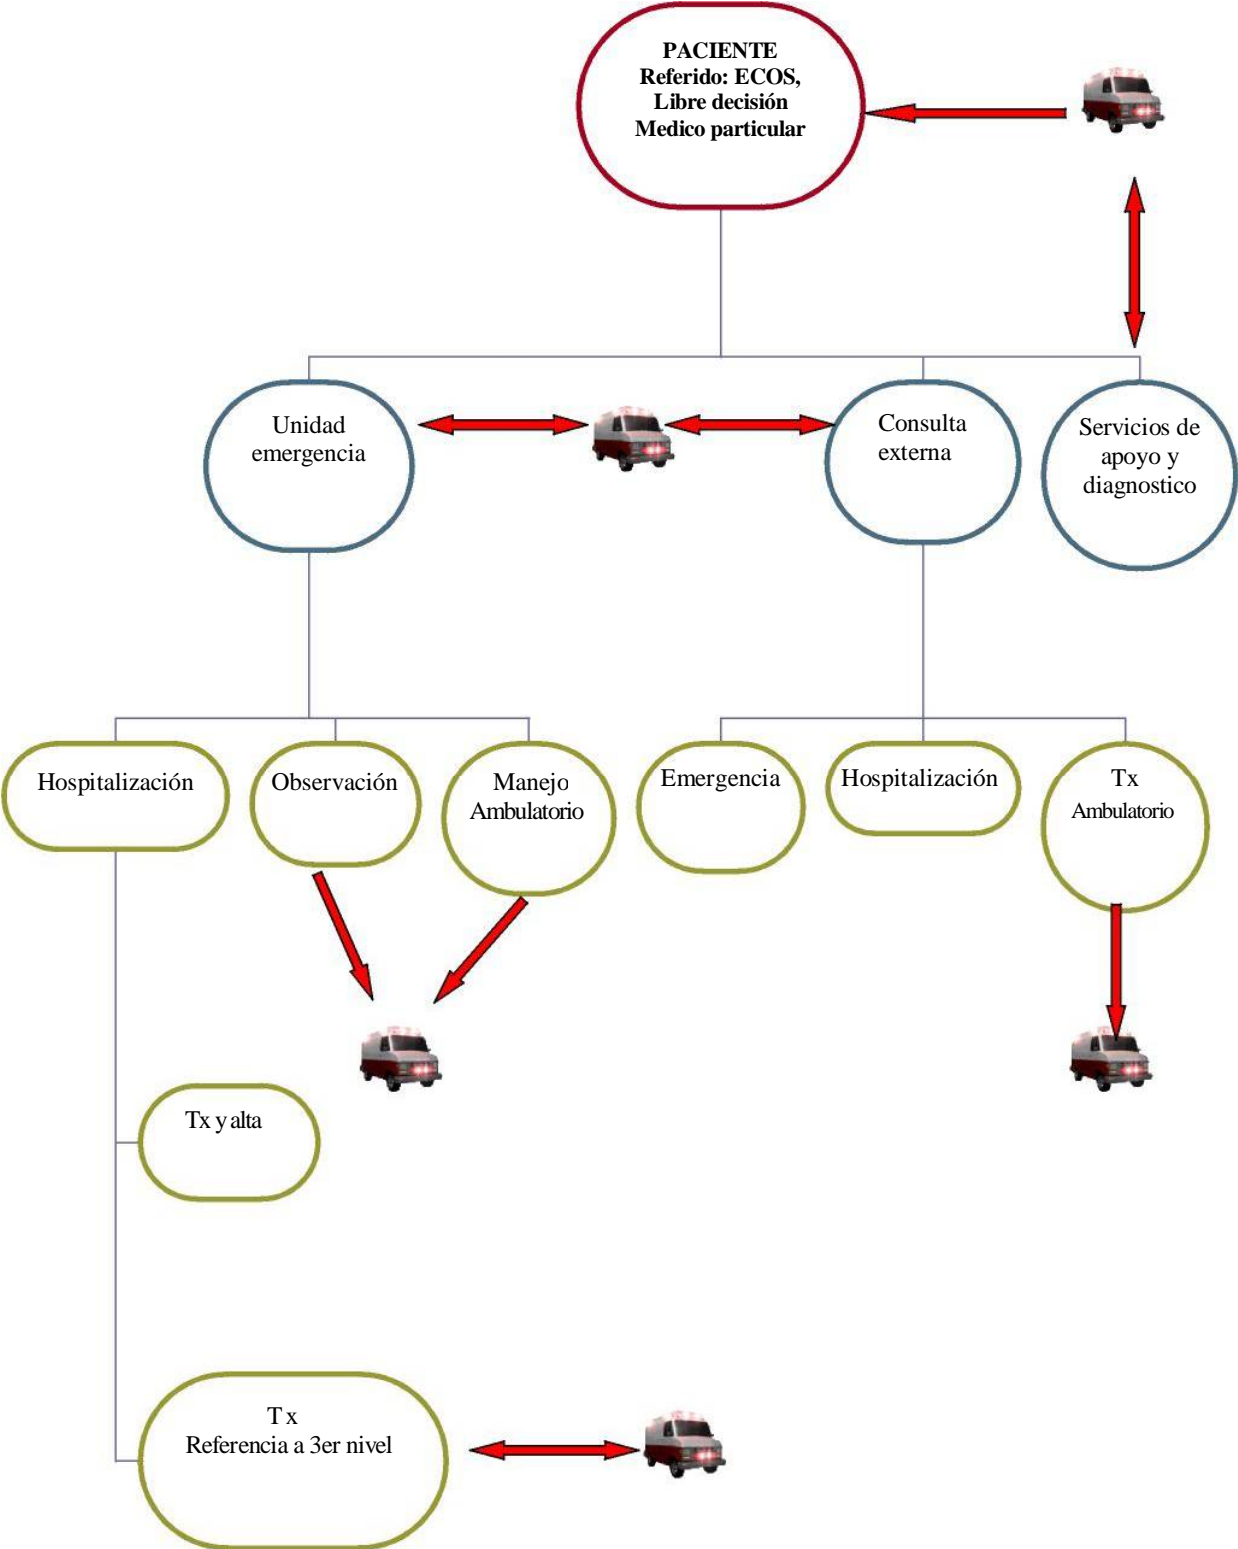 PACIENTE
Referido: ECOS,
Libre decisión
Medico particular
Unidad
emergencia
Consulta
externa
Servicios de
apoyo y
diagnostico
Hospitalización
Observación
Manejo
Ambulatorio
Emergencia
Hospitalización
Tx
Ambulatorio
Tx y alta
Tx
Referencia a 3er nivel